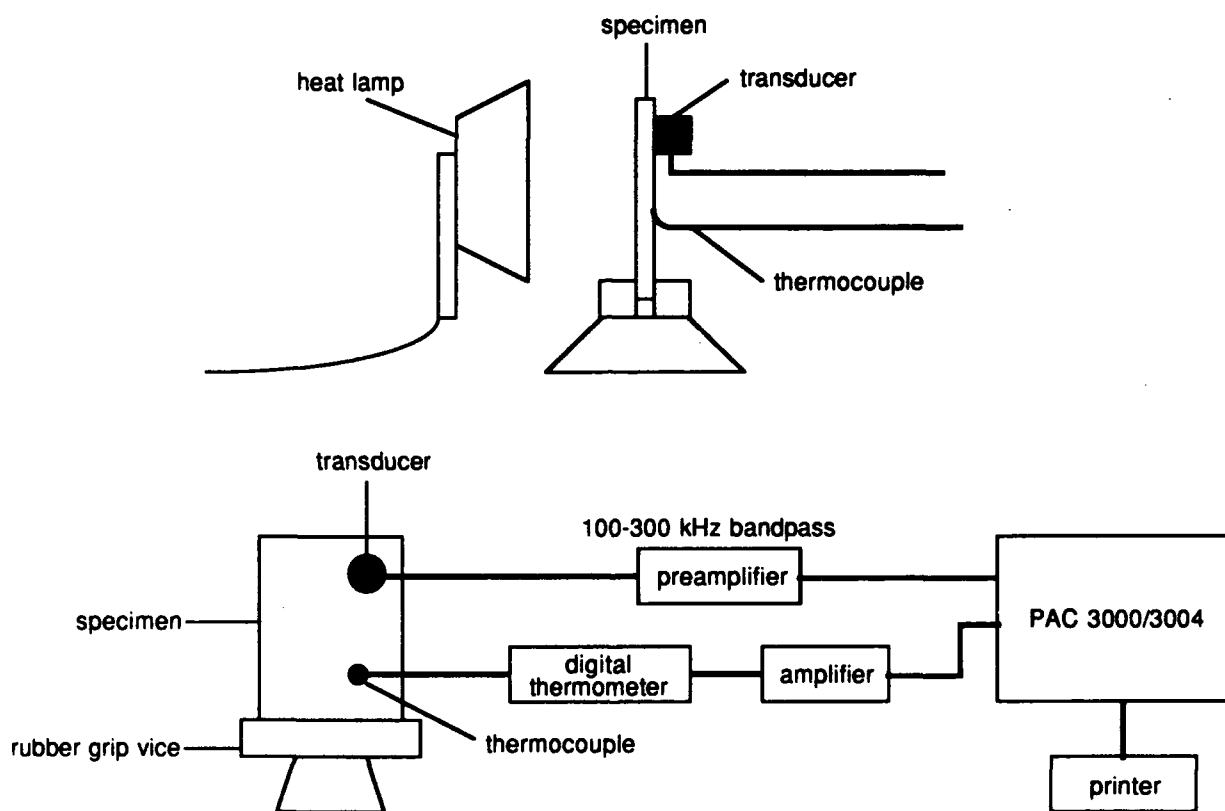 specimen
heat lamp
transducer
thermocouple
transducer
100-300 kHz bandpass
preamplifier
PAC 3000/3004
specimen
digital
thermometer
amplifier
rubber grip vice
thermocouple
printer